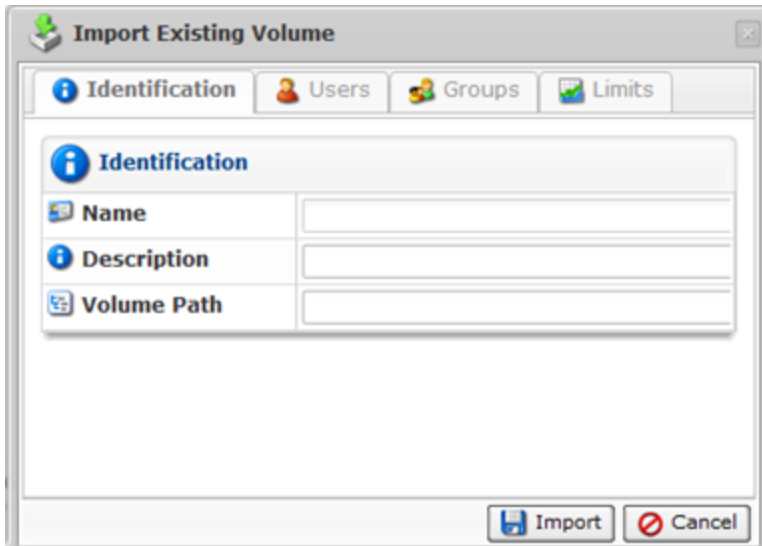 Import Existing Volume
Identification Users Groups Limits
Identification
Name
Description
Volume Path
Import Cancel